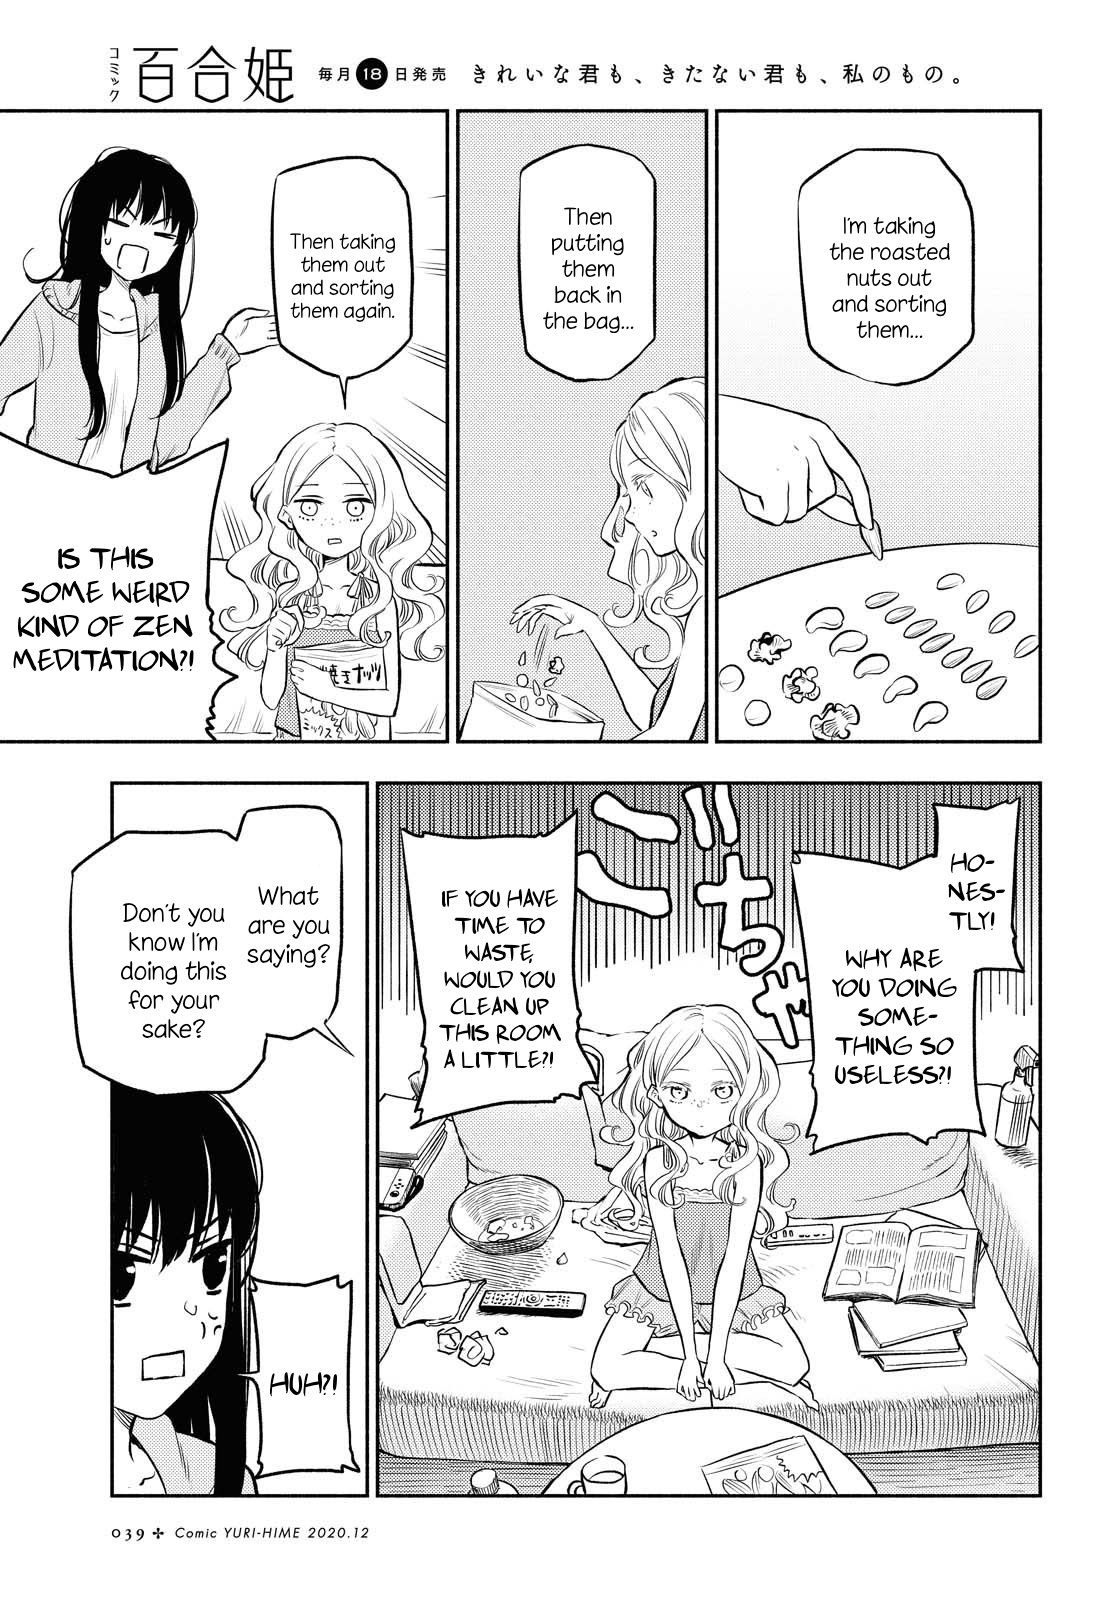 コミック
百合姫
毎月18日発売
きれいな君も、きたない君も、私のもの。
I'm taking
the roasted
nuts out
and sorting
them...
Then
putting
them
back in
the bag...
Then taking
them out
and sorting
them again.
焼きナッツ
ミックス
IS THIS
SOME WEIRD
KIND OF ZEN
MEDITATION?!
HO-
NES-
TLY!
WHY ARE
YOU DOING
SOME-
THING SO
USELESS?!
ごちゃ
IF YOU HAVE
TIME TO
WASTE,
WOULD YOU
CLEAN UP
THIS ROOM
A LITTLE?!
What
are you
saying?
Don't you
know I'm
doing this
for your
sake?
HUH?!
039 ✣ Comic YURI-HIME 2020.12